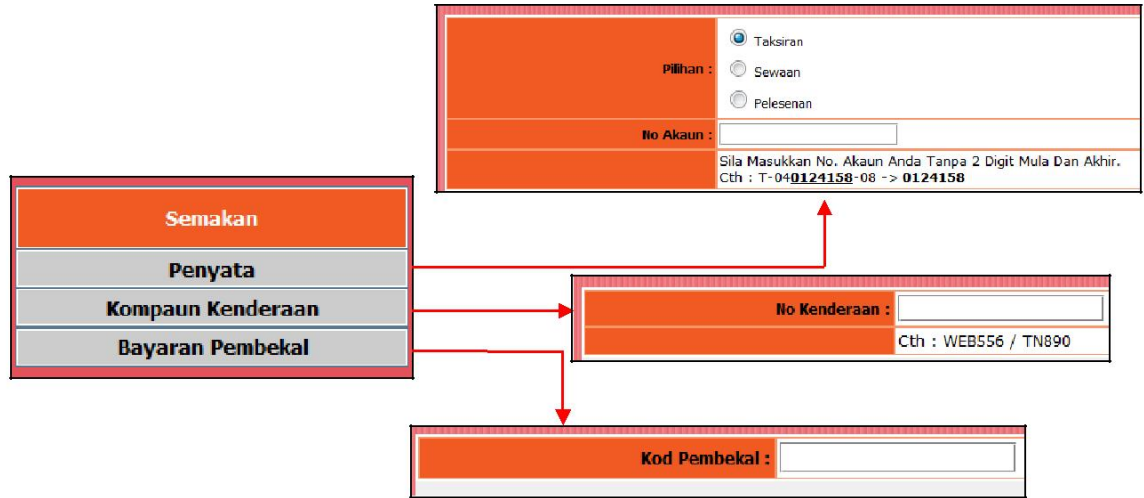 Pilihan :
Taksiran
Sewaan
Pelesenan
No Akaun :
Sila Masukkan No. Akaun Anda Tanpa 2 Digit Mula Dan Akhir.
Cth : T-040124158-08 -> 0124158
Semakan
Penyata
Kompaun Kenderaan
Bayaran Pembekal
No Kenderaan :
Cth : WEB556 / TN890
Kod Pembekal :